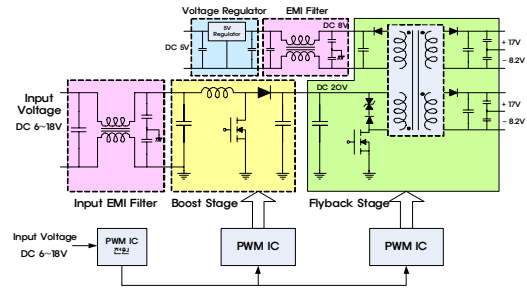 Voltage Regulator
EMI Filter
5V
Regulator
DC 5V
DC 8V
+ 17V
- 8.2V
Input
Voltage
DC 6~18V
DC 20V
+ 17V
- 8.2V
Input EMI Filter
Boost Stage
Flyback Stage
Input Voltage
DC 6~18V
PWM IC
PWM IC
PWM IC